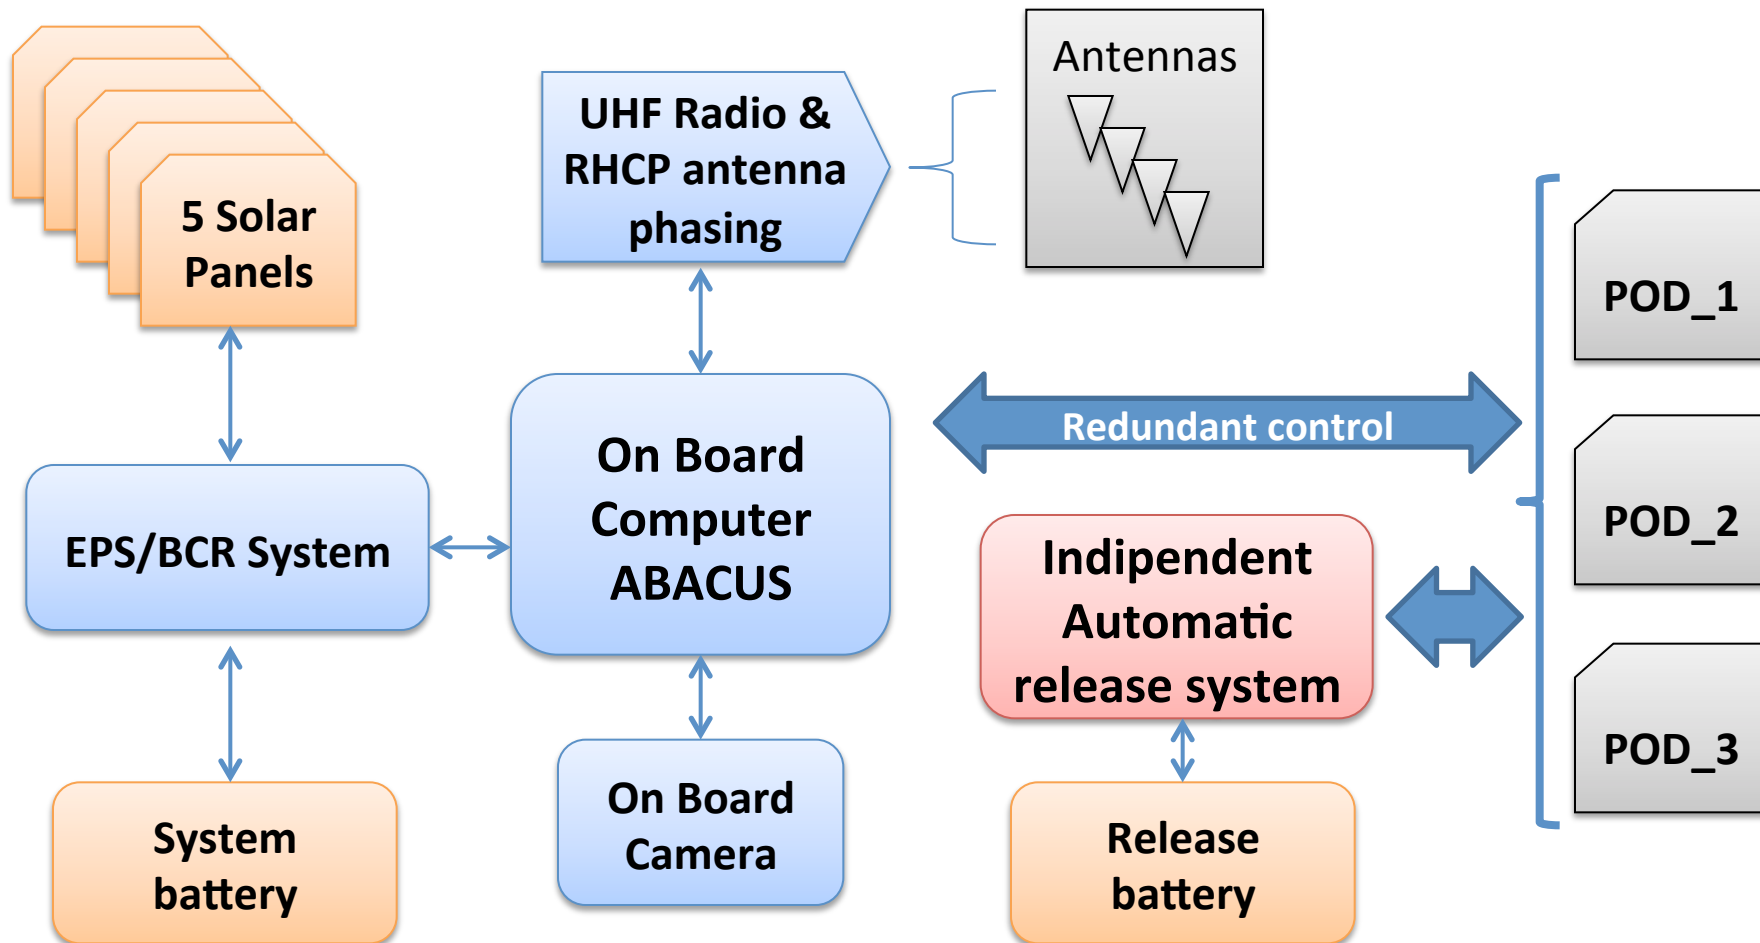 Antennas
UHF Radio &
RHCP antenna
phasing
5 Solar
Panels
POD_1
Redundant control
On Board
Computer
ABACUS
EPS/BCR System
POD_2
Indipendent
Automatic
release system
POD_3
On Board
Camera
System
battery
Release
battery